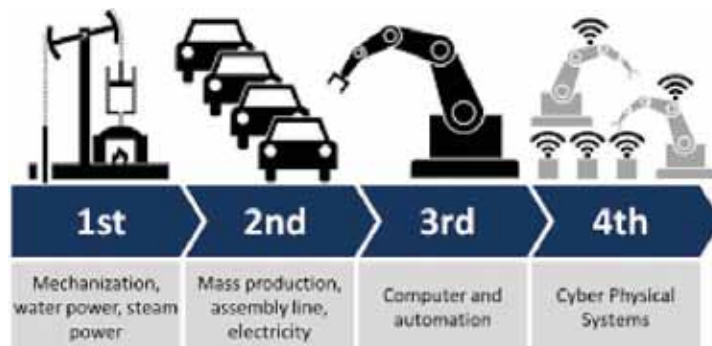 1st
2nd
3rd
4th
Mechanization,
water power, steam
power
Mass production,
assembly line,
electricity
Computer and
automation
Cyber Physical
Systems